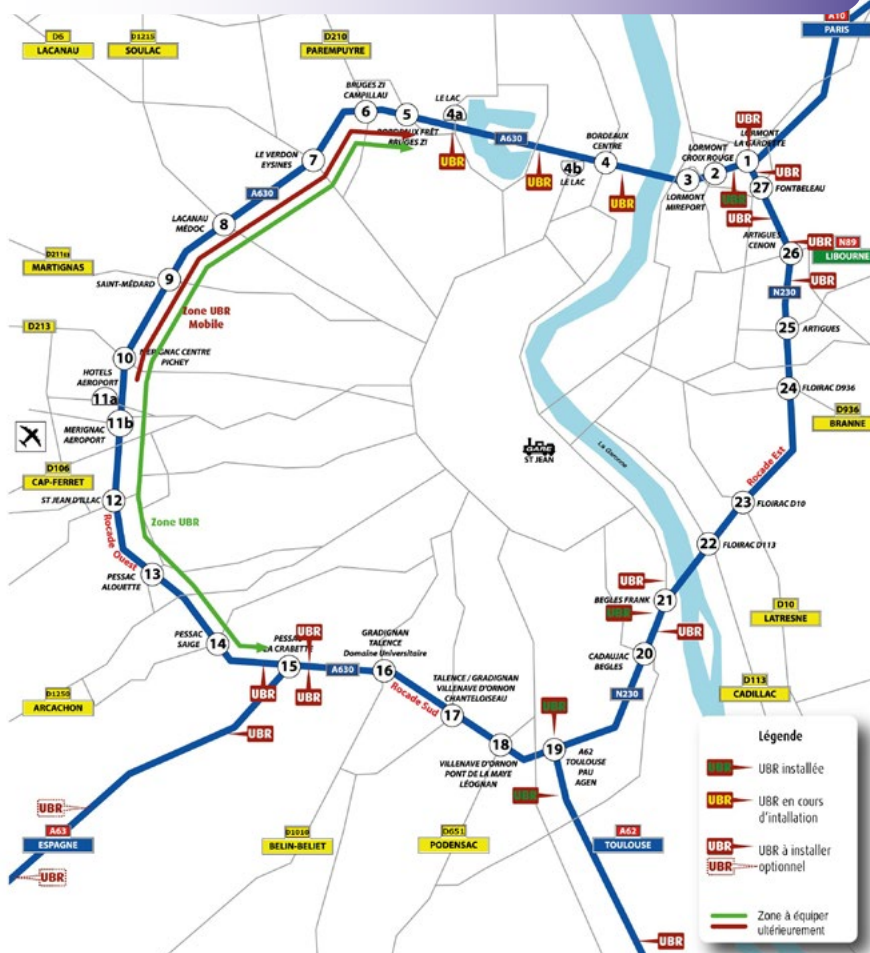 A10
PARIS
D6
LACANAU
D1215
SOULAC
D210
PAREMPUYRE
BRUGES ZI
CAMPILLAU
6
5
BORDEAUX FRÊT
BRUGES ZI
LE LAC
4a
A630
UBR
UBR
BORDEAUX
CENTRE
4
4b
LE LAC
UBR
LORMONT
CROIX ROUGE
3
2
LORMONT
MIREPORT
UBR
LORMONT
LA GARDETTE
1
UBR
UBR
27
FONTBELEAU
UBR
ARTIGUES
CENON
UBR
26
N89
LIBOURNE
UBR
N230
25
ARTIGUES
24
FLOIRAC D936
D936
BRANNE
Rocade Est
23
FLOIRAC D10
22
FLOIRAC D113
D10
LATRESNE
D113
CADILLAC
LE VERDON
EYSINES
7
A630
LACANAU
MÉDOC
8
D211
MARTIGNAS
SAINT-MÉDARD
9
Zone UBR
Mobile
D213
10
MERIGNAC CENTRE
PICHEY
HOTELS
AEROPORT
11a
11b
MERIGNAC
AEROPORT
D106
CAP-FERRET
ST JEAN D'ILLAC
12
Rocade Ouest
Zone UBR
13
PESSAC
ALOUETTE
PESSAC
SAIGE
14
UBR
15
A630
UBR
UBR
UBR
GRADIGNAN
TALENCE
Domaine Universitaire
16
Rocade Sud
TALENCE / GRADIGNAN
VILLENAVE D'ORNON
CHANTELOISEAU
17
18
VILLENAVE D'ORNON
PONT DE LA MAYE
LÉOGNAN
UBR
19
A62
TOULOUSE
PAU
AGEN
UBR
N230
CADAUJAC
BEGLES
20
UBR
BEGLES FRANK
21
UBR
UBR
La Garonne
GARE
ST JEAN
D1250
ARCACHON
UBR
A63
ESPAGNE
UBR
D1010
BELIN-BELIET
D651
PODENSAC
A62
TOULOUSE
UBR
Légende
UBR UBR installée
UBR UBR en cours
d'intallation
UBR UBR à installer
UBR optionnel
Zone à équiper
ultérieurement